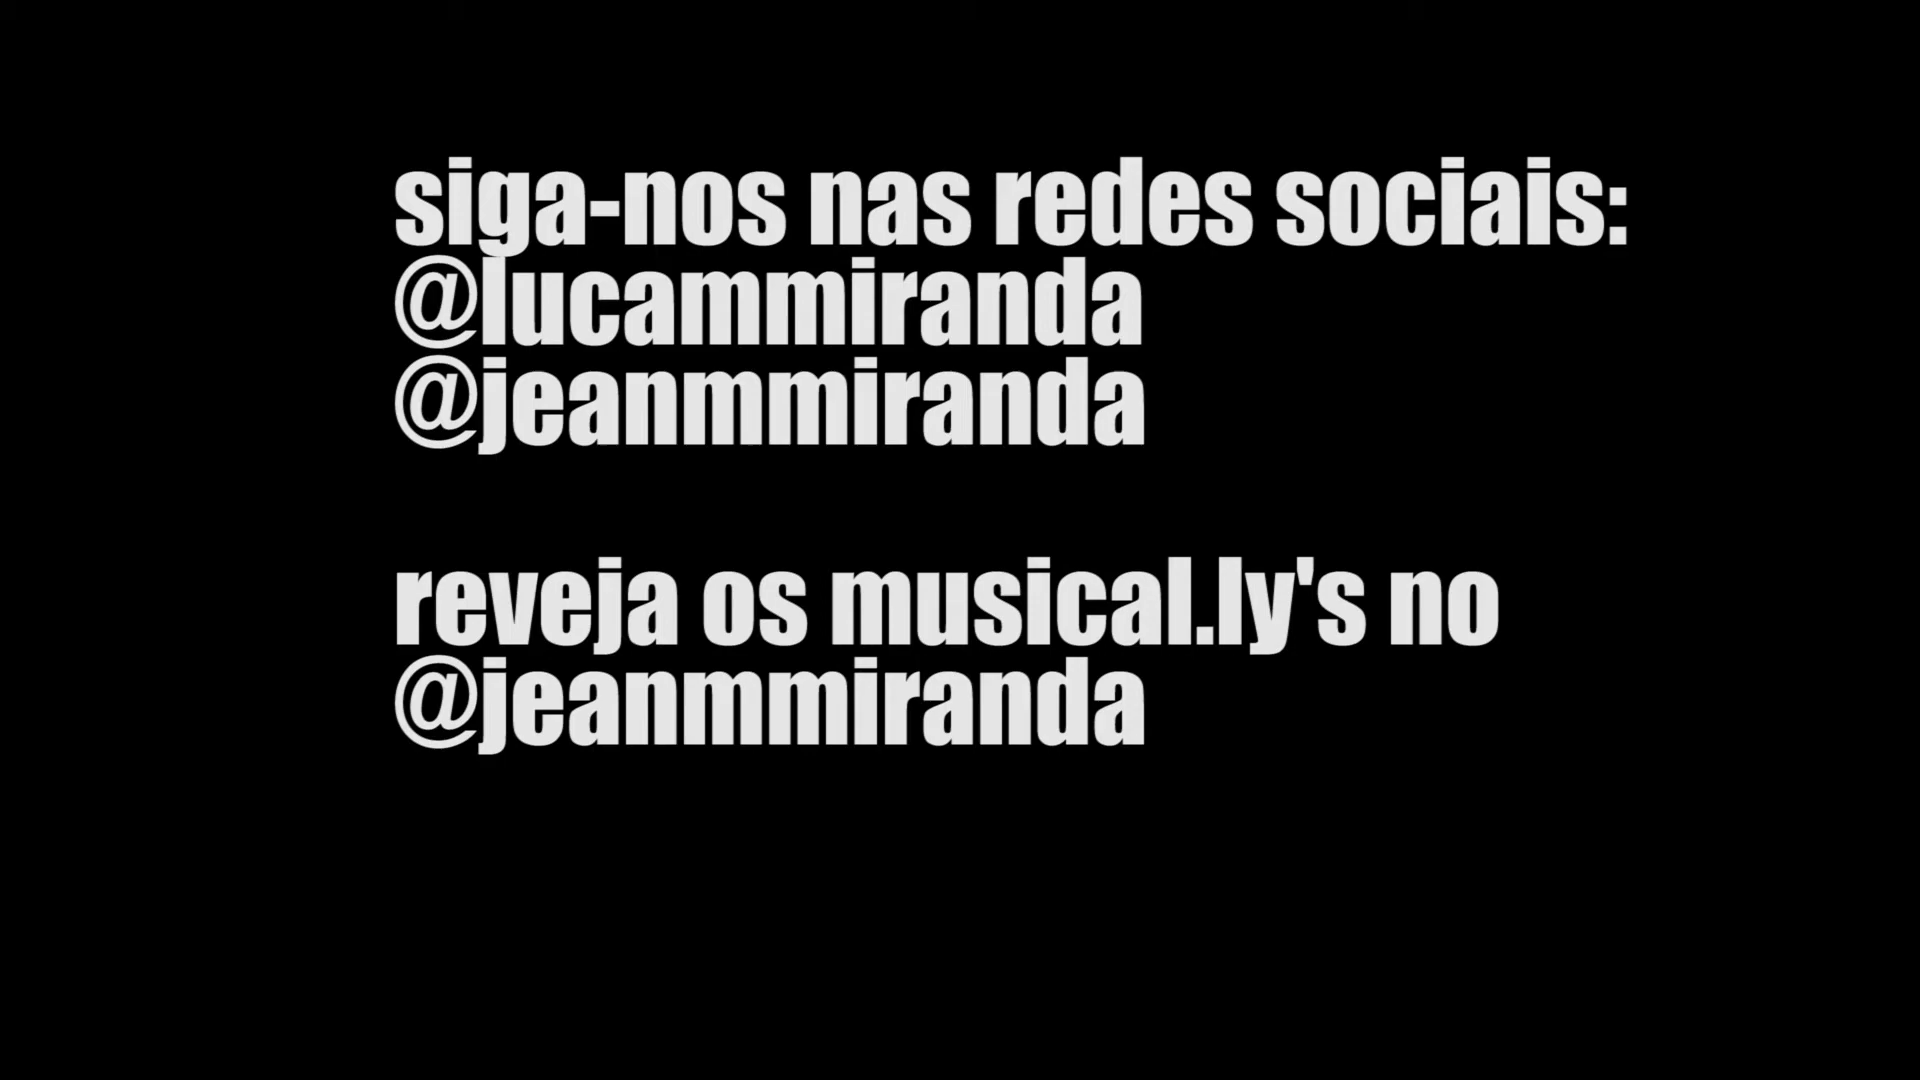 siga-nos nas redes sociais:
@lucammiranda
@jeanmmiranda
reveja os musical.ly's no
@jeanmmiranda